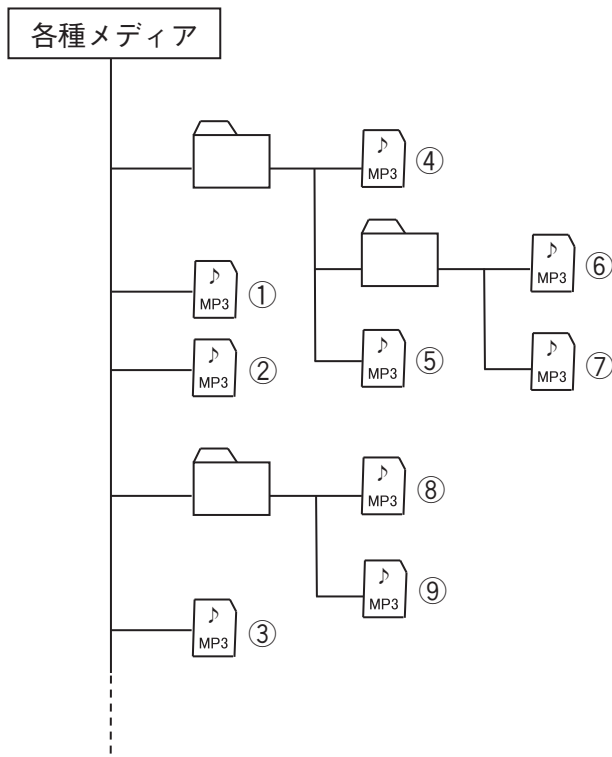 各種メディア
♪ MP3 ④
♪ MP3 ⑥
♪ MP3 ①
♪ MP3 ⑤
♪ MP3 ⑦
♪ MP3 ②
♪ MP3 ⑧
♪ MP3 ⑨
♪ MP3 ③